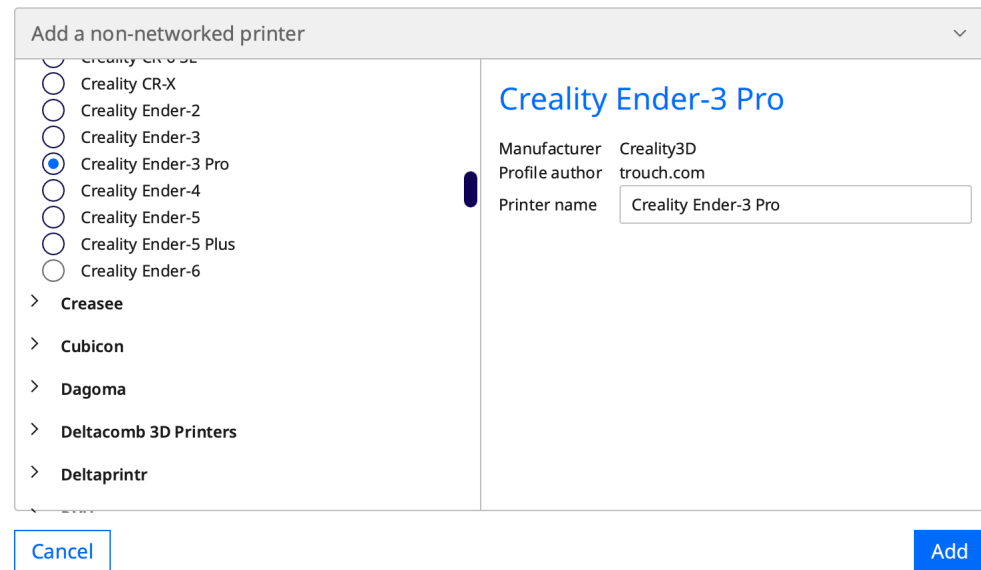 Add a non-networked printer
Creality CR-X
Creality Ender-2
Creality Ender-3
Creality Ender-3 Pro
Creality Ender-4
Creality Ender-5
Creality Ender-5 Plus
Creality Ender-6
Creasee
Cubicon
Dagoma
Deltacomb 3D Printers
Deltaprintr
Creality Ender-3 Pro
Manufacturer Creality3D
Profile author trouch.com
Printer name Creality Ender-3 Pro
Cancel
Add